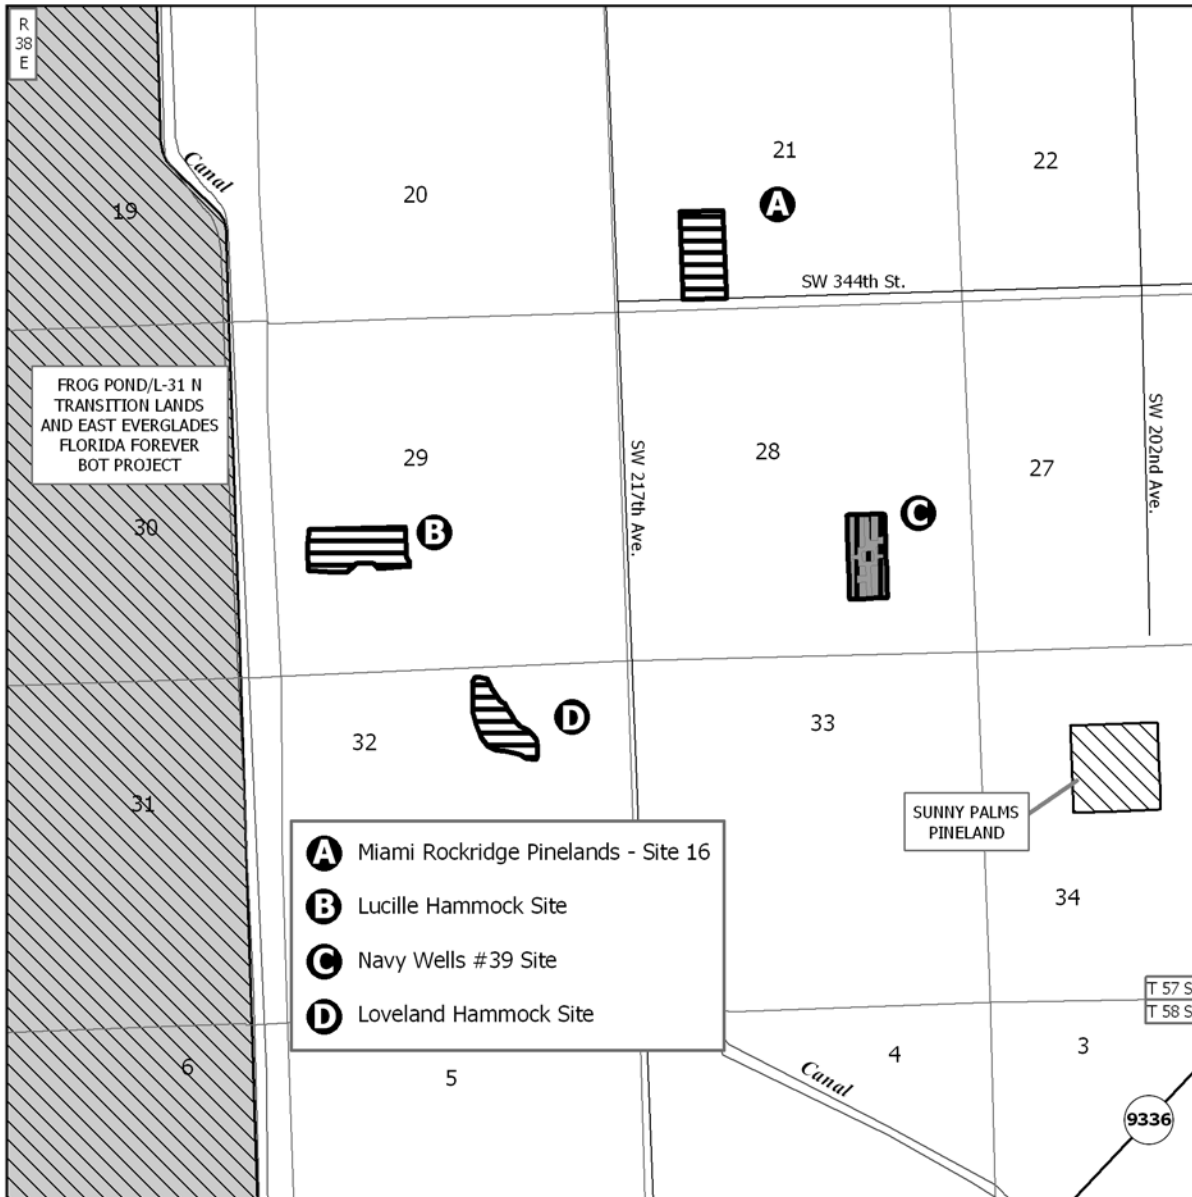 R
38
E
21
22
Canal
20
19
A
SW 344th St.
FROG POND/L-31 N
TRANSITION LANDS
AND EAST EVERGLADES
FLORIDA FOREVER
BOT PROJECT
29
SW 217th Ave.
28
27
SW 202nd Ave.
30
B
C
32
D
33
31
SUNNY PALMS
PINELAND
34
A Miami Rockridge Pinelands - Site 16
B Lucille Hammock Site
C Navy Wells #39 Site
D Loveland Hammock Site
T 57 S
T 58 S
6
5
Canal
4
3
9336